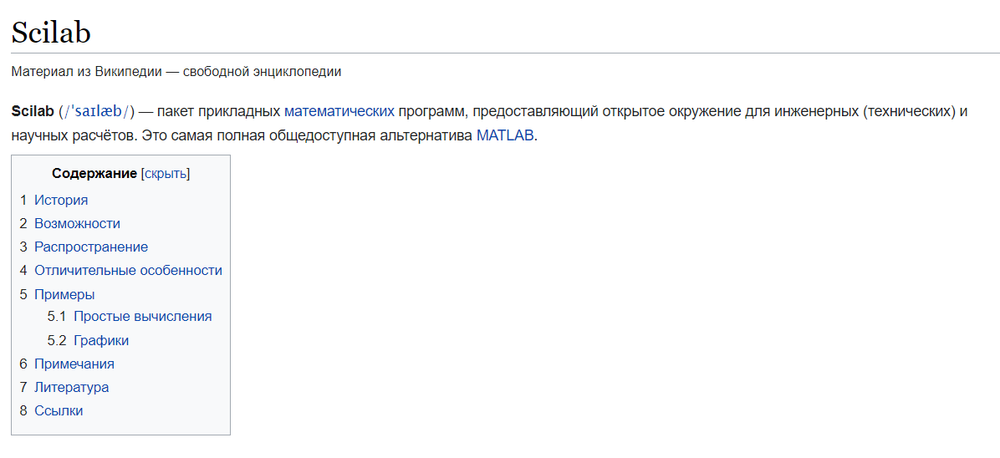 Scilab
Материал из Википедии — свободной энциклопедии
Scilab (/ˈsaɪlæb/) — пакет прикладных математических программ, предоставляющий открытое окружение для инженерных (технических) и
научных расчётов. Это самая полная общедоступная альтернатива MATLAB.
Содержание [скрыть]
1 История
2 Возможности
3 Распространение
4 Отличительные особенности
5 Примеры
5.1 Простые вычисления
5.2 Графики
6 Примечания
7 Литература
8 Ссылки